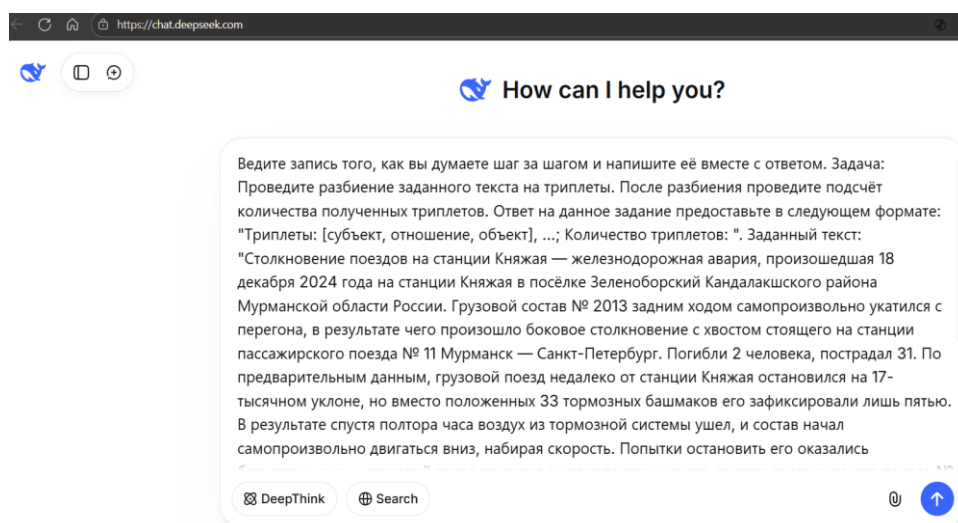 https://chat.deepseek.com
How can I help you?
Ведите запись того, как вы думаете шаг за шагом и напишите её вместе с ответом. Задача:
Проведите разбиение заданного текста на триплеты. После разбиения проведите подсчёт
количества полученных триплетов. Ответ на данное задание предоставьте в следующем формате:
"Триплеты: [субъект, отношение, объект], ...; Количество триплетов: ". Заданный текст:
"Столкновение поездов на станции Княжая — железнодорожная авария, произошедшая 18
декабря 2024 года на станции Княжая в посёлке Зеленоборский Кандалакшского района
Мурманской области России. Грузовой состав № 2013 задним ходом самопроизвольно укатился с
перегона, в результате чего произошло боковое столкновение с хвостом стоящего на станции
пассажирского поезда № 11 Мурманск — Санкт-Петербург. Погибли 2 человека, пострадал 31. По
предварительным данным, грузовой поезд недалеко от станции Княжая остановился на 17-
тысячном уклоне, но вместо положенных 33 тормозных башмаков его зафиксировали лишь пятью.
В результате спустя полтора часа воздух из тормозной системы ушел, и состав начал
самопроизвольно двигаться вниз, набирая скорость. Попытки остановить его оказались
DeepThink
Search